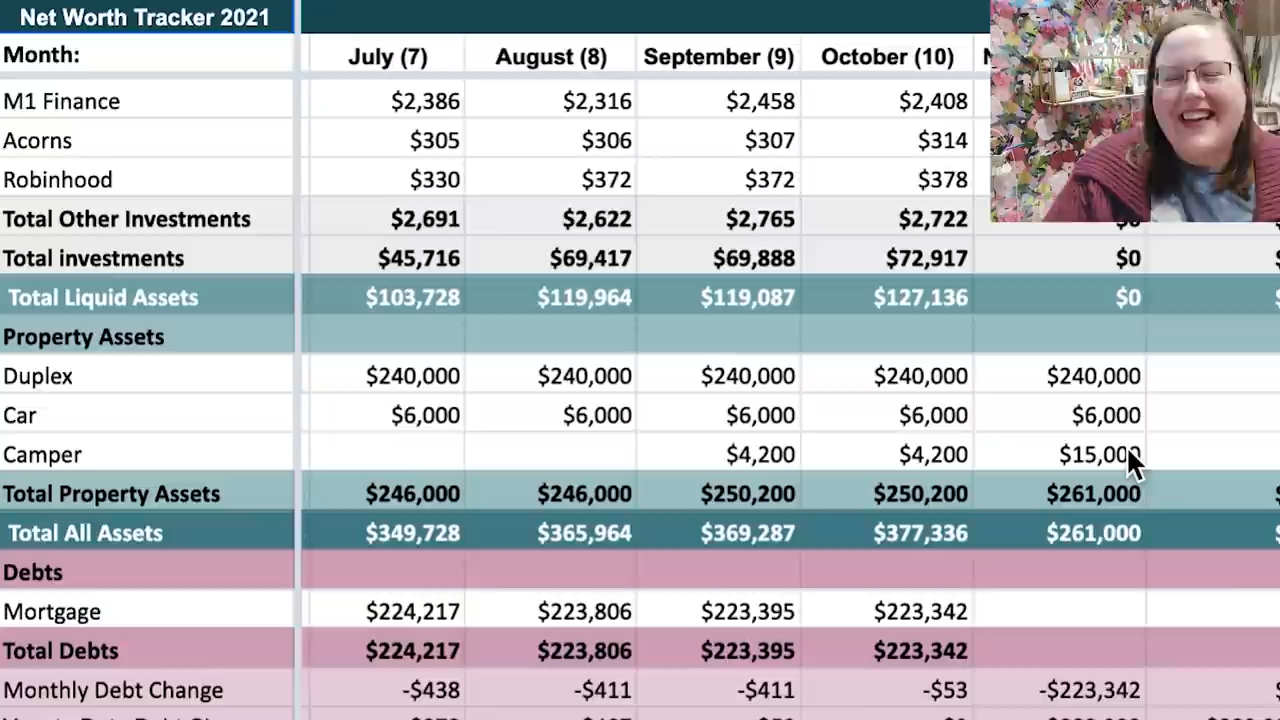 Net Worth Tracker 2021
Month: July (7) August (8) September (9) October (10) N
M1 Finance $2,386 $2,316 $2,458 $2,408
Acorns $305 $306 $307 $314
Robinhood $330 $372 $372 $378
Total Other Investments $2,691 $2,622 $2,765 $2,722
Total investments $45,716 $69,417 $69,888 $72,917 $0
Total Liquid Assets $103,728 $119,964 $119,087 $127,136 $0 $
Property Assets
Duplex $240,000 $240,000 $240,000 $240,000 $240,000
Car $6,000 $6,000 $6,000 $6,000 $6,000
Camper $4,200 $4,200 $15,000
Total Property Assets $246,000 $246,000 $250,200 $250,200 $261,000 $
Total All Assets $349,728 $365,964 $369,287 $377,336 $261,000 $
Debts
Mortgage $224,217 $223,806 $223,395 $223,342
Total Debts $224,217 $223,806 $223,395 $223,342
Monthly Debt Change -$438 -$411 -$411 -$53 -$223,342